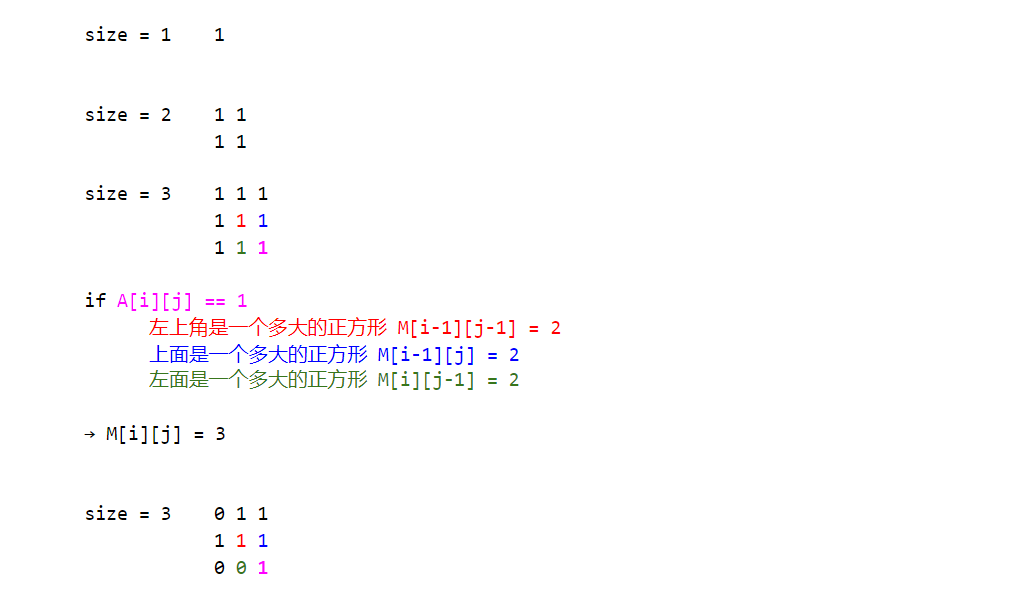 size = 1    1
size = 2    1 1
            1 1
size = 3    1 1 1
            1 1 1
            1 1 1
if A[i][j] == 1
      左上角是一个多大的正方形 M[i-1][j-1] = 2
      上面是一个多大的正方形 M[i-1][j] = 2
      左面是一个多大的正方形 M[i][j-1] = 2
→ M[i][j] = 3
size = 3    0 1 1
            1 1 1
            0 0 1